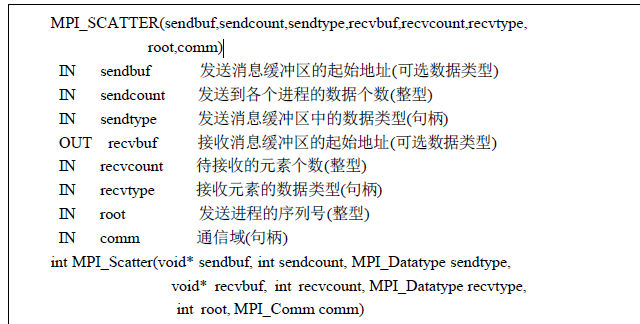 MPI_SCATTER(sendbuf,sendcount,sendtype,recvbuf,recvcount,recvtype,
root,comm)
IN sendbuf 发送消息缓冲区的起始地址(可选数据类型)
IN sendcount 发送到各个进程的数据个数(整型)
IN sendtype 发送消息缓冲区中的数据类型(句柄)
OUT recvbuf 接收消息缓冲区的起始地址(可选数据类型)
IN recvcount 待接收的元素个数(整型)
IN recvtype 接收元素的数据类型(句柄)
IN root 发送进程的序列号(整型)
IN comm 通信域(句柄)
int MPI_Scatter(void* sendbuf, int sendcount, MPI_Datatype sendtype,
void* recvbuf, int recvcount, MPI_Datatype recvtype,
int root, MPI_Comm comm)